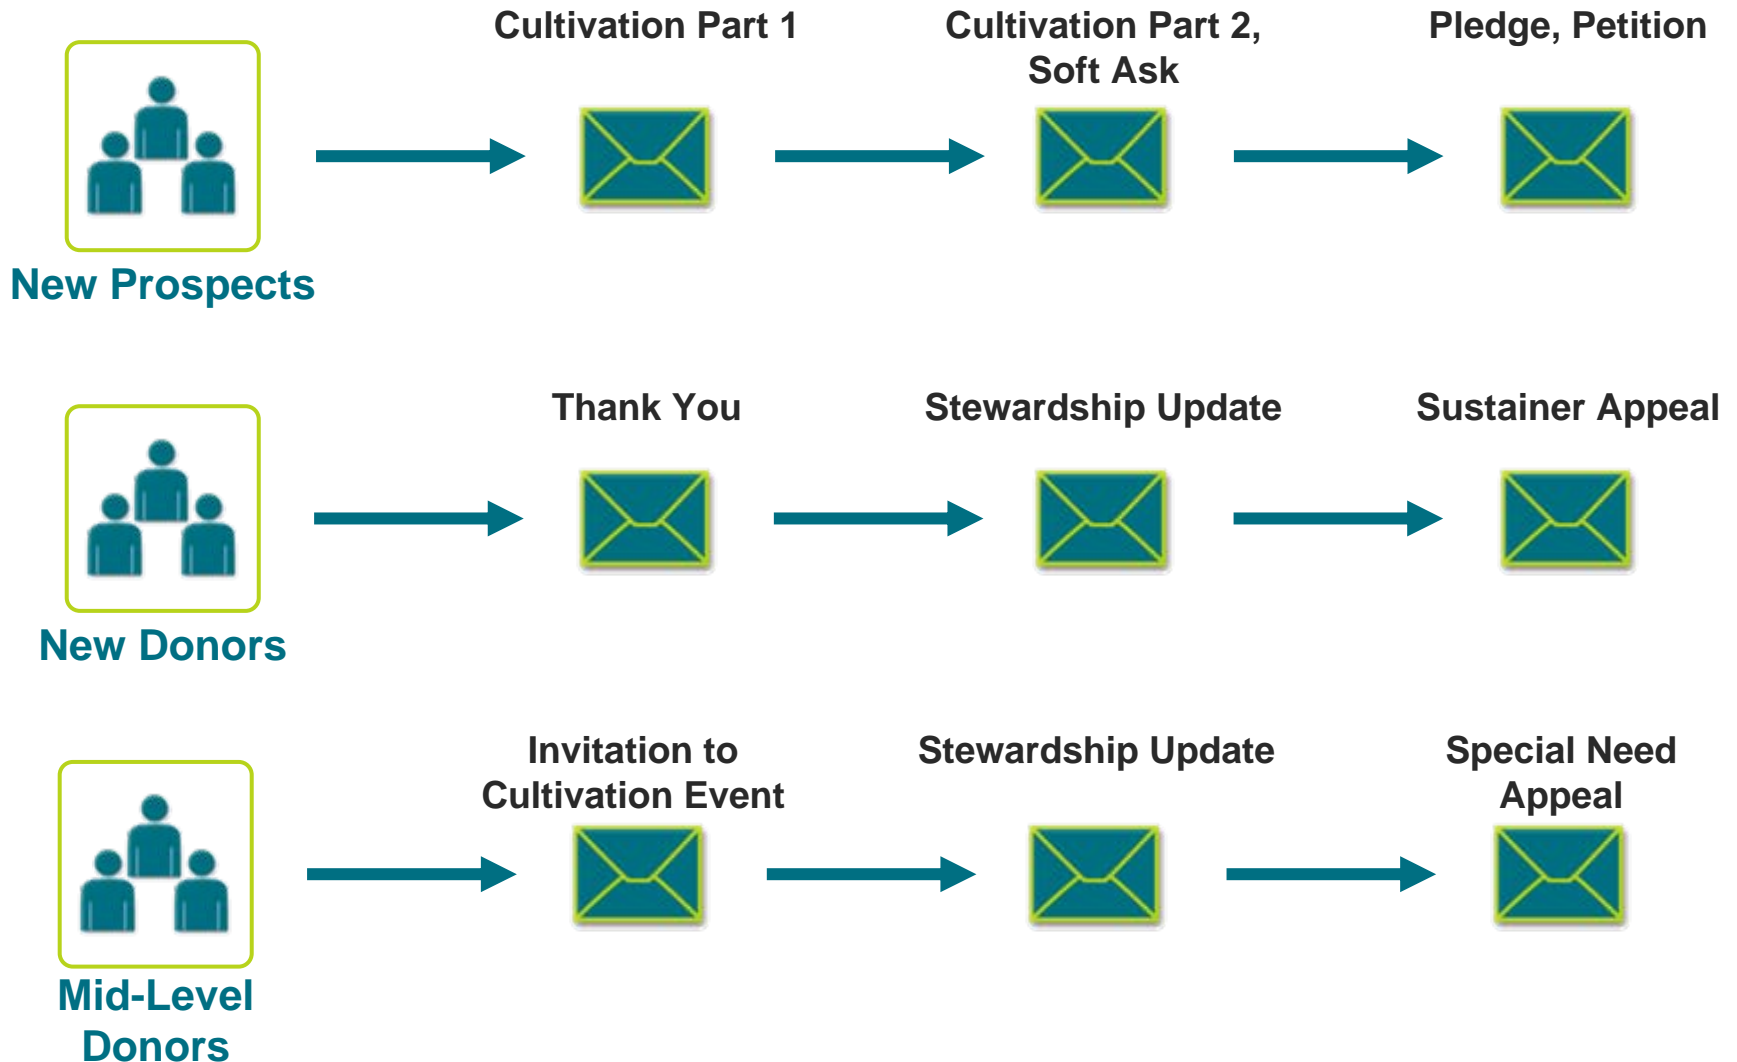 Cultivation Part 1
Cultivation Part 2,
Soft Ask
Pledge, Petition
New Prospects
Thank You
Stewardship Update
Sustainer Appeal
New Donors
Invitation to
Cultivation Event
Stewardship Update
Special Need
Appeal
Mid-Level
Donors